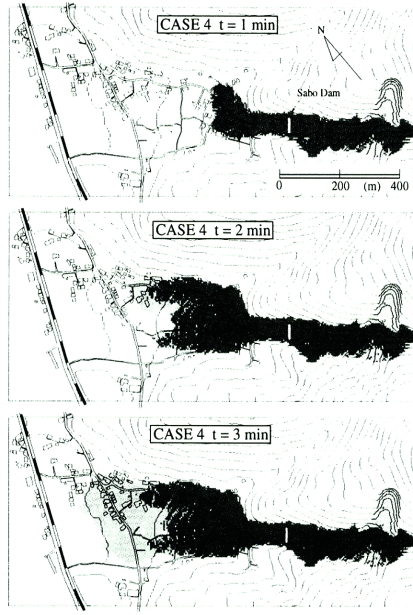 CASE 4 t = 1 min
N
Sabo Dam
0 200 (m) 400
CASE 4 t = 2 min
CASE 4 t = 3 min